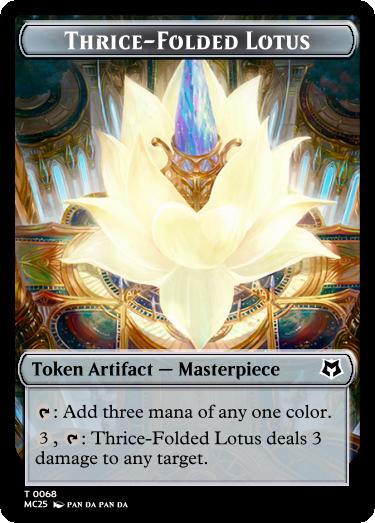 Thrice-Folded Lotus
Token Artifact — Masterpiece
: Add three mana of any one color.
3 , : Thrice-Folded Lotus deals 3
damage to any target.
T 0068
MC25 PAN DA PAN DA